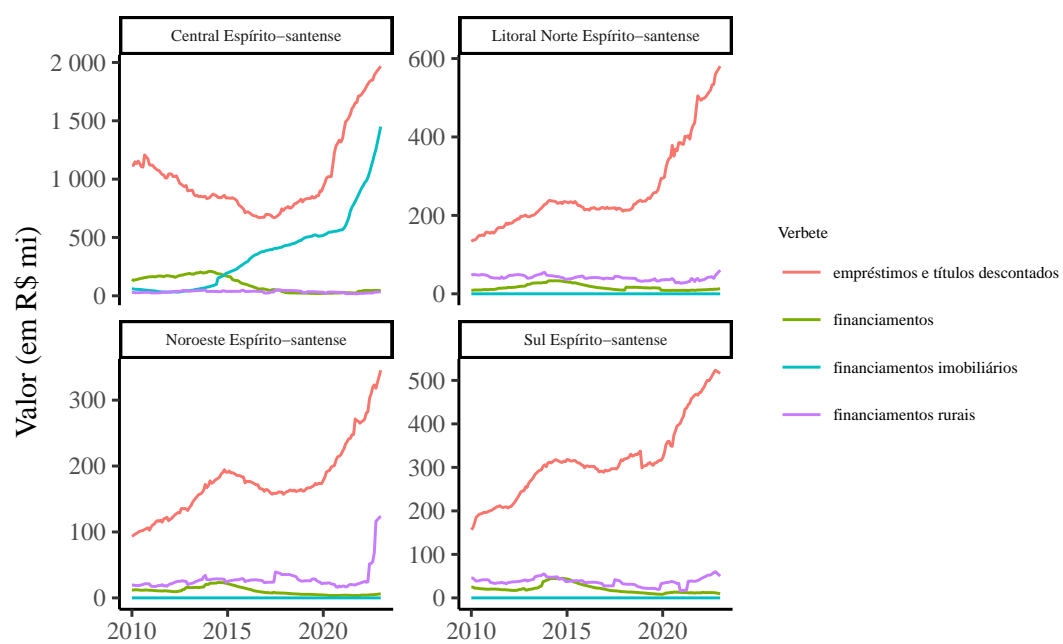 Central Espírito−santense
Litoral Norte Espírito−santense
2 000
1 500
1 000
500
0
600
400
200
0
Noroeste Espírito−santense
Sul Espírito−santense
300
200
100
0
500
400
300
200
100
0
2010
2015
2020
2010
2015
2020
Valor (em R$ mi)
Verbete
empréstimos e títulos descontados
financiamentos
financiamentos imobiliários
financiamentos rurais